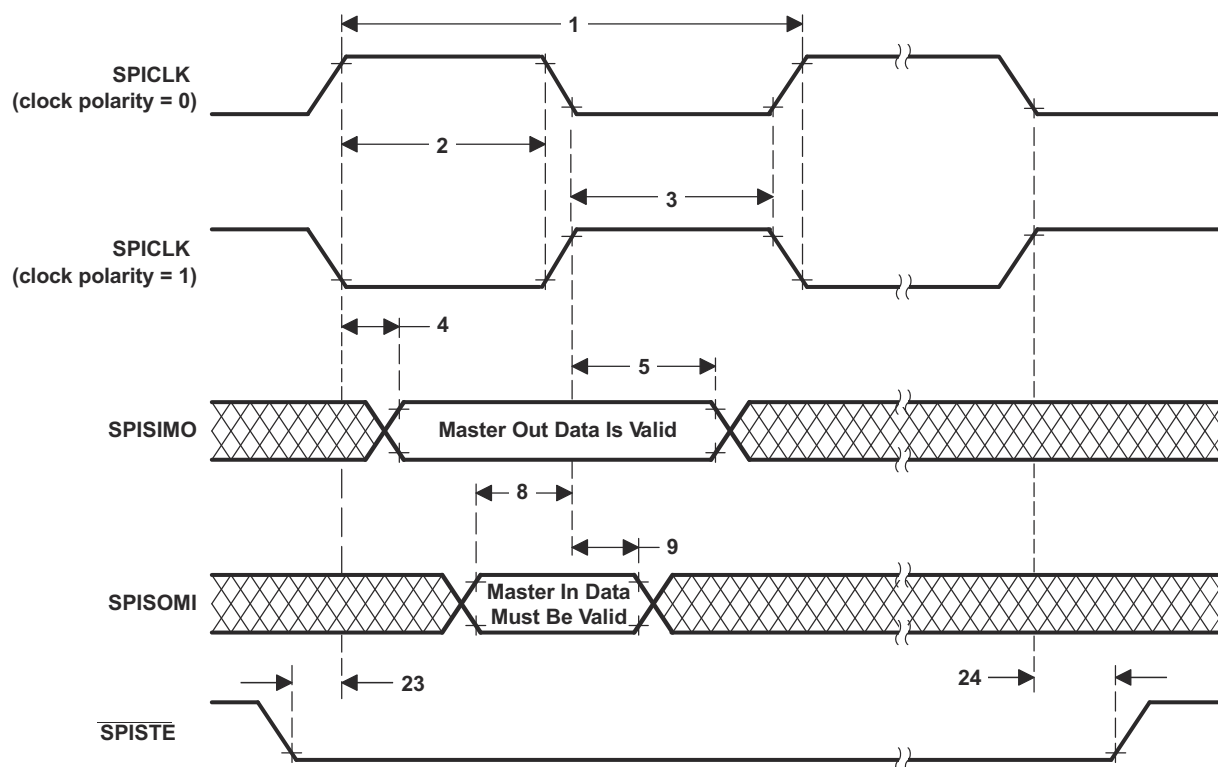 1
SPICLK
(clock polarity = 0)
2
3
SPICLK
(clock polarity = 1)
4
5
SPISIMO
Master Out Data Is Valid
8
9
SPISOMI
Master In Data
Must Be Valid
23
24
SPISTE